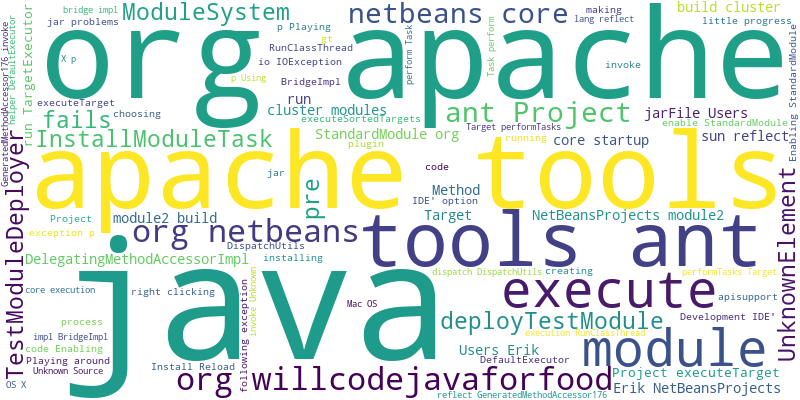 bridge impl
ModuleSystem
netbeans core
making
build cluster
jar problems
p Playing
lang reflect
little progress
org apache
gt
RunClassThread
X p
io IOException
perform Task
Task perform
invoke
p Using
BridgeImpl
GeneratedMethodAccessor176 invoke
helper DefaultExecutor
run TargetExecutor
executeTarget
run
choosing
cluster modules
ant Project
jarFile Users
Enabling StandardModule
fails
executeSortedTargets
Target performTasks
enable StandardModule
InstallModuleTask
StandardModule org
running
core startup
sun reflect
plugin
apache tools
code
jar
TestModuleDeployer
pre
Method
IDE' option
UnknownElement
Project
module2 build
Target
NetBeansProjects module2
exception p
org netbeans
tools ant
DispatchUtils
DelegatingMethodAccessorImpl
installing
java
dispatch DispatchUtils
creating
performTasks Target
invoke Unknown
following exception
core execution
right clicking
execute
apisupport
Mac OS
process
deployTestModule
Development IDE'
impl BridgeImpl
execution RunClassThread
code Enabling
module
Users Erik
Playing around
DefaultExecutor
Unknown Source
Install Reload
Project executeTarget
OS X
org willcodejavaforfood
Erik NetBeansProjects
reflect GeneratedMethodAccessor176